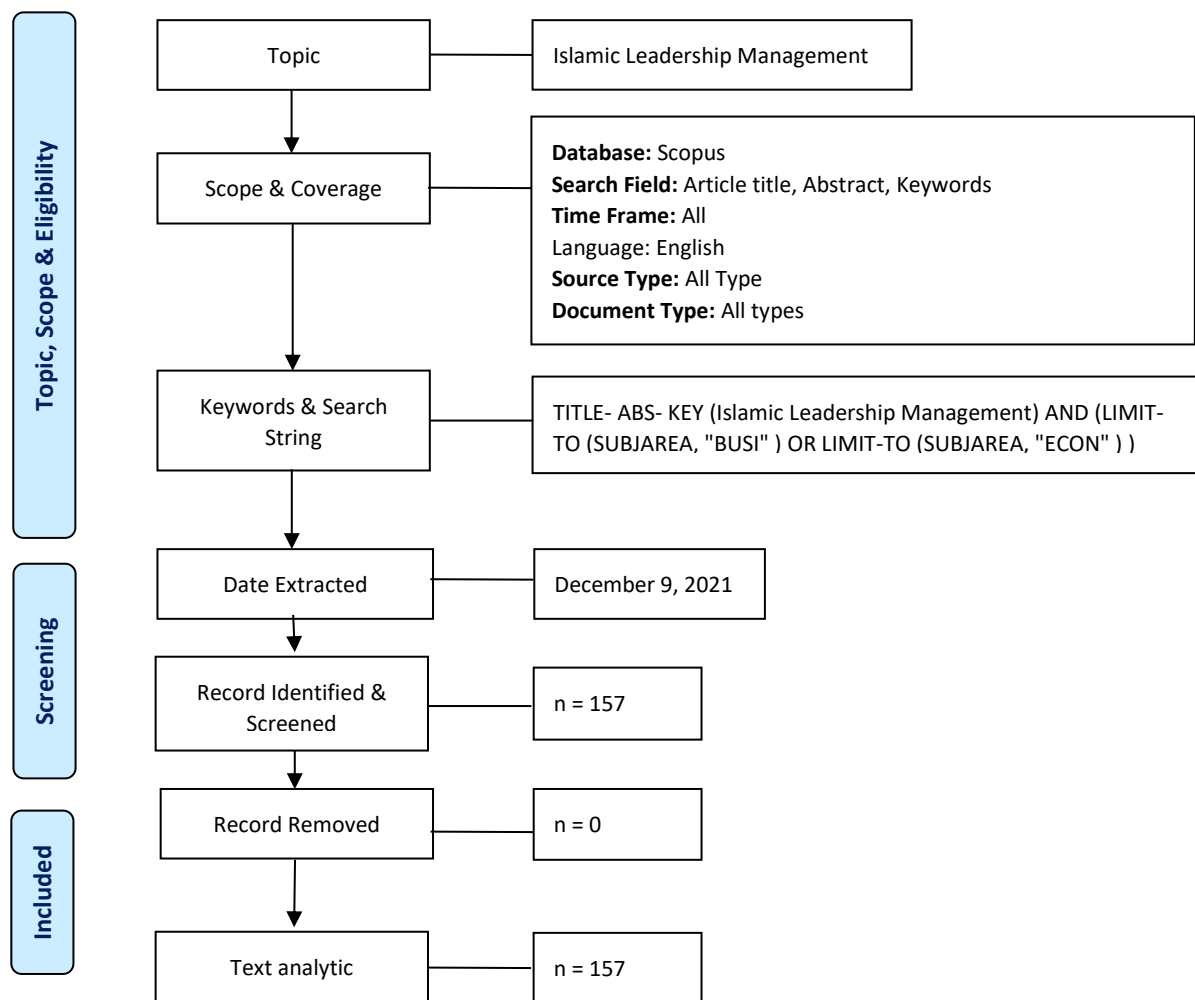 Topic, Scope & Eligibility
Topic
Islamic Leadership Management
Scope & Coverage
Database: Scopus
Search Field: Article title, Abstract, Keywords
Time Frame: All
Language: English
Source Type: All Type
Document Type: All types
Keywords & Search
String
TITLE- ABS- KEY (Islamic Leadership Management) AND (LIMIT-
TO (SUBJAREA, "BUSI" ) OR LIMIT-TO (SUBJAREA, "ECON" ) )
Screening
Date Extracted
December 9, 2021
Record Identified &
Screened
n = 157
Included
Record Removed
n = 0
Text analytic
n = 157